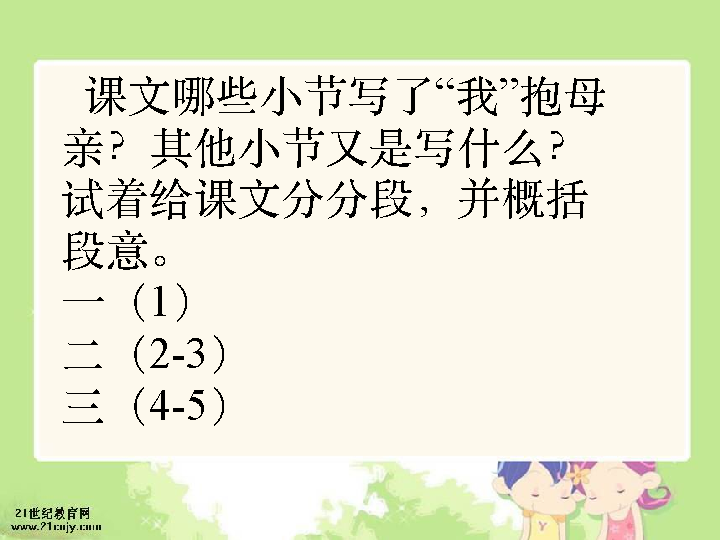 课文哪些小节写了“我”抱母
亲？其他小节又是写什么？
试着给课文分分段，并概括
段意。
一（1）
二（2-3）
三（4-5）
21世纪教育网
www.21cnjy.com